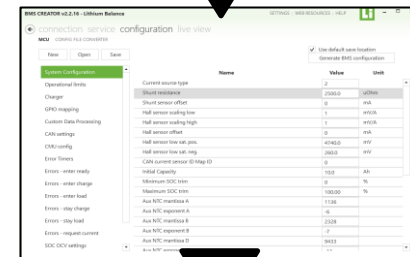 BMS CREATOR v2.2.16 - Lithium Balance
SETTINGS | WEB RESOURCES | HELP
connection service configuration live view
MCU CONFIG FILE CONVERTER
New Open Save
Use default save location
Generate BMS configuration
System Configuration
Operational limits
Charger
GPIO mapping
Custom Data Processing
CAN settings
CMU config
Error Timers
Errors - enter ready
Errors - enter charge
Errors - enter load
Errors - stay charge
Errors - stay load
Errors - request current
SOC OCV settings
Name Value Unit
Current source type 2
Shunt resistance 2500.0 uOhm
Shunt sensor offset 0 mA
Hall sensor scaling low 1 mV/A
Hall sensor scaling high 1 mV/A
Hall sensor offset 0 mA
Hall sensor low sat. pos. 4740.0 mV
Hall sensor low sat. neg. 260.0 mV
CAN current sensor ID Map ID 0
Initial Capacity 10.0 Ah
Minimum SOC trim 0 %
Maximum SOC trim 100.00 %
Aux NTC mantissa A 1136
Aux NTC exponent A -6
Aux NTC mantissa B 2328
Aux NTC exponent B -7
Aux NTC mantissa D 9433